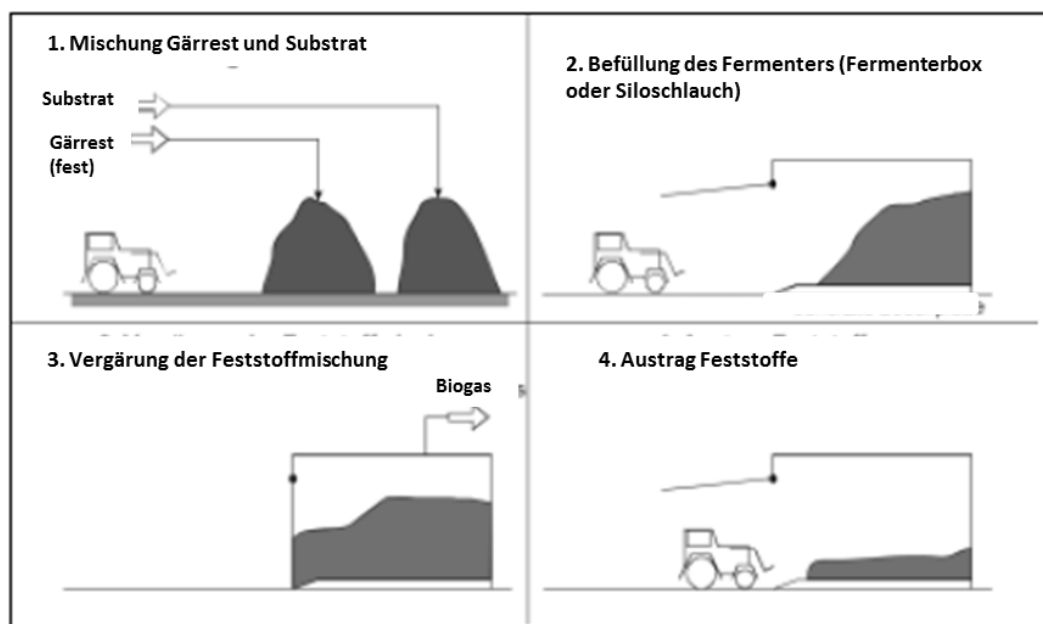 1. Mischung Gärrest und Substrat
Substrat
Gärrest
(fest)
2. Befüllung des Fermenters (Fermenterbox
oder Siloschlauch)
3. Vergärung der Feststoffmischung
Biogas
4. Austrag Feststoffe